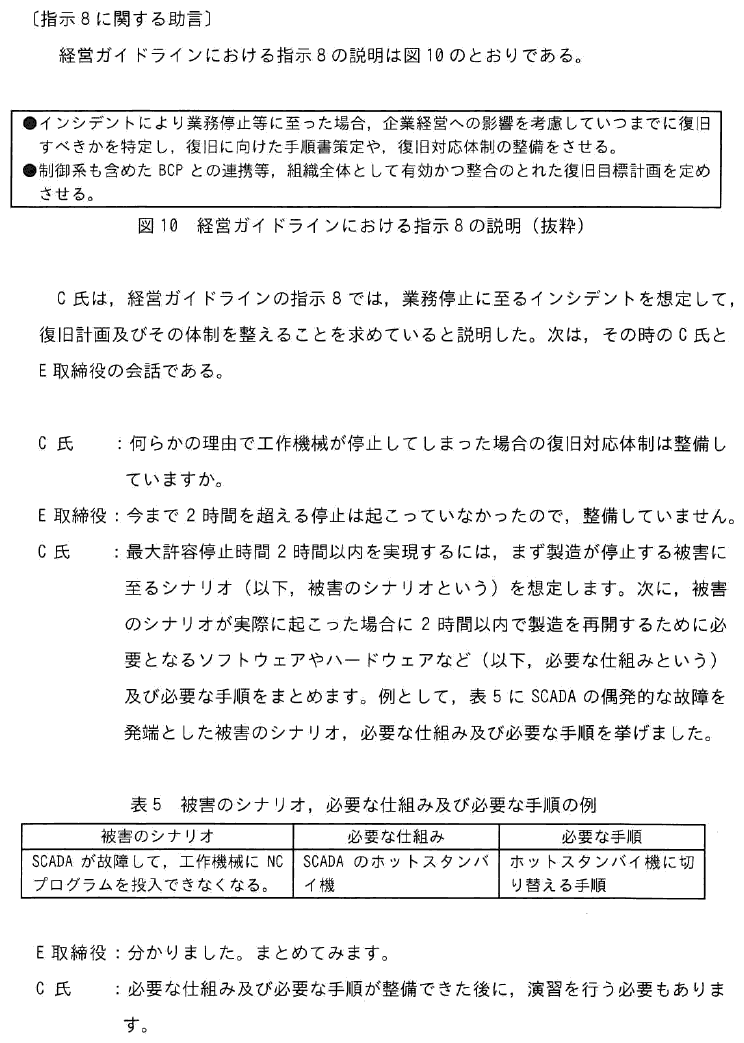 〔指示8に関する助言〕
経営ガイドラインにおける指示8の説明は図10のとおりである。
●インシデントにより業務停止等に至った場合，企業経営への影響を考慮していつまでに復旧
すべきかを特定し，復旧に向けた手順書策定や，復旧対応体制の整備をさせる。
●制御系も含めた BCP との連携等，組織全体として有効かつ整合のとれた復旧目標計画を定め
させる。
図10　経営ガイドラインにおける指示8の説明（抜粋）
C氏は，経営ガイドラインの指示8では，業務停止に至るインシデントを想定して，
復旧計画及びその体制を整えることを求めていると説明した。次は，その時のC氏と
E取締役の会話である。
C 氏　　：何らかの理由で工作機械が停止してしまった場合の復旧対応体制は整備し
ていますか。
E取締役：今まで2時間を超える停止は起こっていなかったので，整備していません。
C 氏　　：最大許容停止時間2時間以内を実現するには，まず製造が停止する被害に
至るシナリオ（以下，被害のシナリオという）を想定します。次に，被害
のシナリオが実際に起こった場合に2時間以内で製造を再開するために必
要となるソフトウェアやハードウェアなど（以下，必要な仕組みという）
及び必要な手順をまとめます。例として，表5にSCADAの偶発的な故障を
発端とした被害のシナリオ，必要な仕組み及び必要な手順を挙げました。
表5　被害のシナリオ，必要な仕組み及び必要な手順の例
被害のシナリオ　必要な仕組み　必要な手順
SCADA が故障して，工作機械に NC　SCADA のホットスタンバ　ホットスタンバイ機に切
プログラムを投入できなくなる。　イ機　り替える手順
E取締役：分かりました。まとめてみます。
C 氏　　：必要な仕組み及び必要な手順が整備できた後に，演習を行う必要もありま
す。